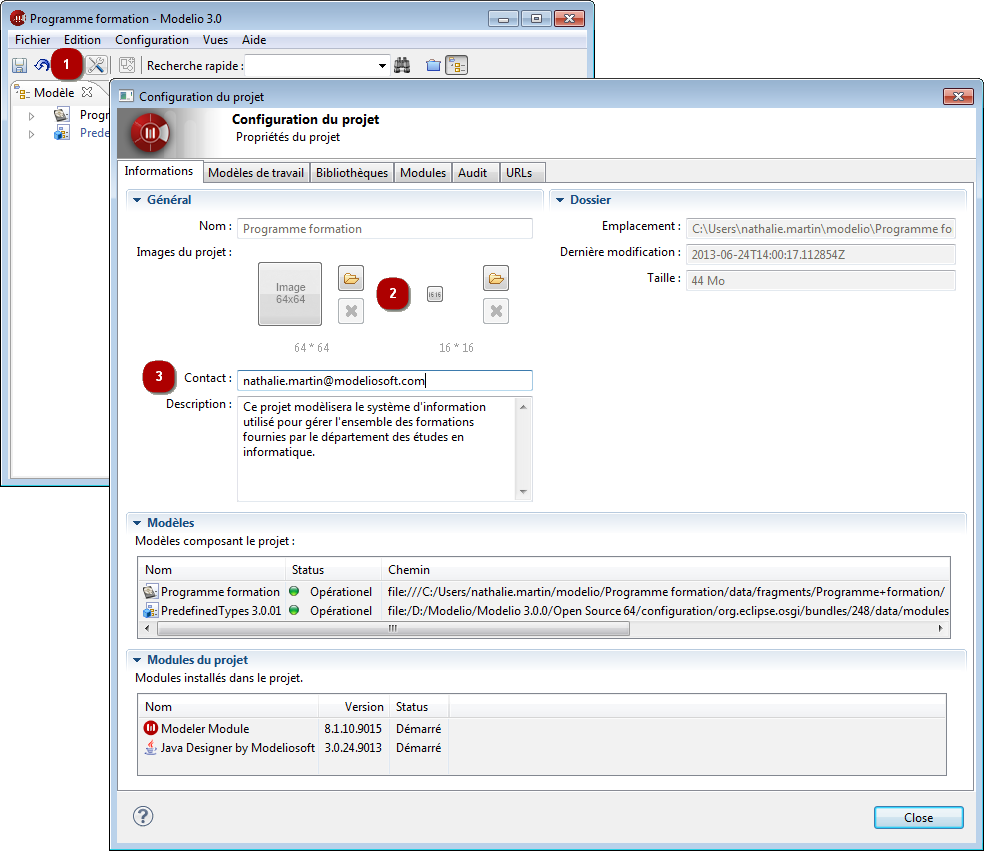 Programme formation - Modelio 3.0
Fichier Edition Configuration Vues Aide
1 Recherche rapide :
Modèle
Progr
Prede
Configuration du projet
Configuration du projet
Propriétés du projet
Informations Modèles de travail Bibliothèques Modules Audit URLs
Général
Nom : Programme formation
Images du projet :
Image
64x64
2
16x16
64 * 64 16 * 16
3 Contact : nathalie.martin@modeliosoft.com
Description : Ce projet modèlisera le système d'information
utilisé pour gérer l'ensemble des formations
fournies par le département des études en
informatique.
Dossier
Emplacement : C:\Users\nathalie.martin\modelio\Programme fo
Dernière modification : 2013-06-24T14:00:17.112854Z
Taille : 44 Mo
Modèles
Modèles composant le projet :
Nom Status Chemin
Programme formation Opérationel file:///C:/Users/nathalie.martin/modelio/Programme formation/data/fragments/Programme+formation/
PredefinedTypes 3.0.01 Opérationel file:/D:/Modelio/Modelio 3.0.0/Open Source 64/configuration/org.eclipse.osgi/bundles/248/data/modules
Modules du projet
Modules installés dans le projet.
Nom Version Status
Modeler Module 8.1.10.9015 Démarré
Java Designer by Modeliosoft 3.0.24.9013 Démarré
? Close